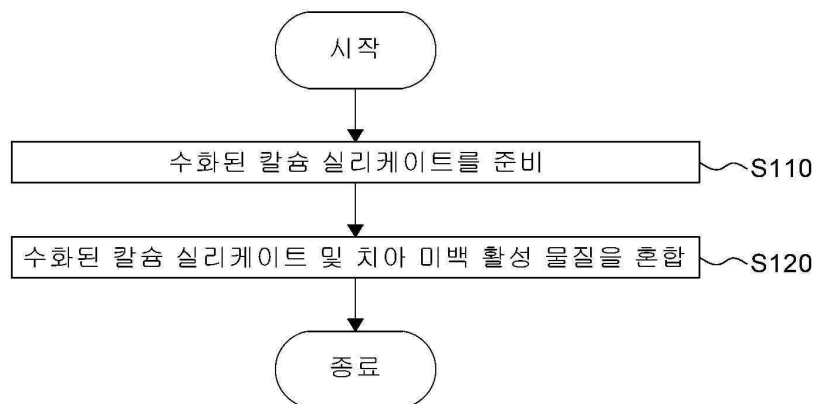 시작
수화된 칼슘 실리케이트를 준비
S110
수화된 칼슘 실리케이트 및 치아 미백 활성 물질을 혼합
S120
종료